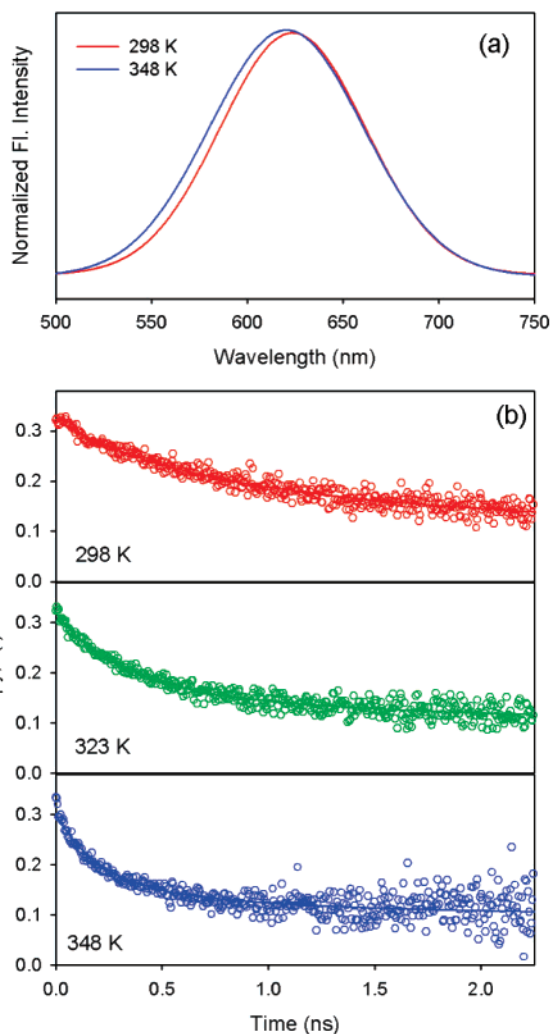 (a)
298 K
348 K
Normalized Fl. Intensity
500 550 600 650 700 750
Wavelength (nm)
(b)
0.3
0.2
0.1
0.0
298 K
0.3
0.2
0.1
0.0
323 K
0.3
0.2
0.1
0.0
348 K
0.0 0.5 1.0 1.5 2.0
Time (ns)